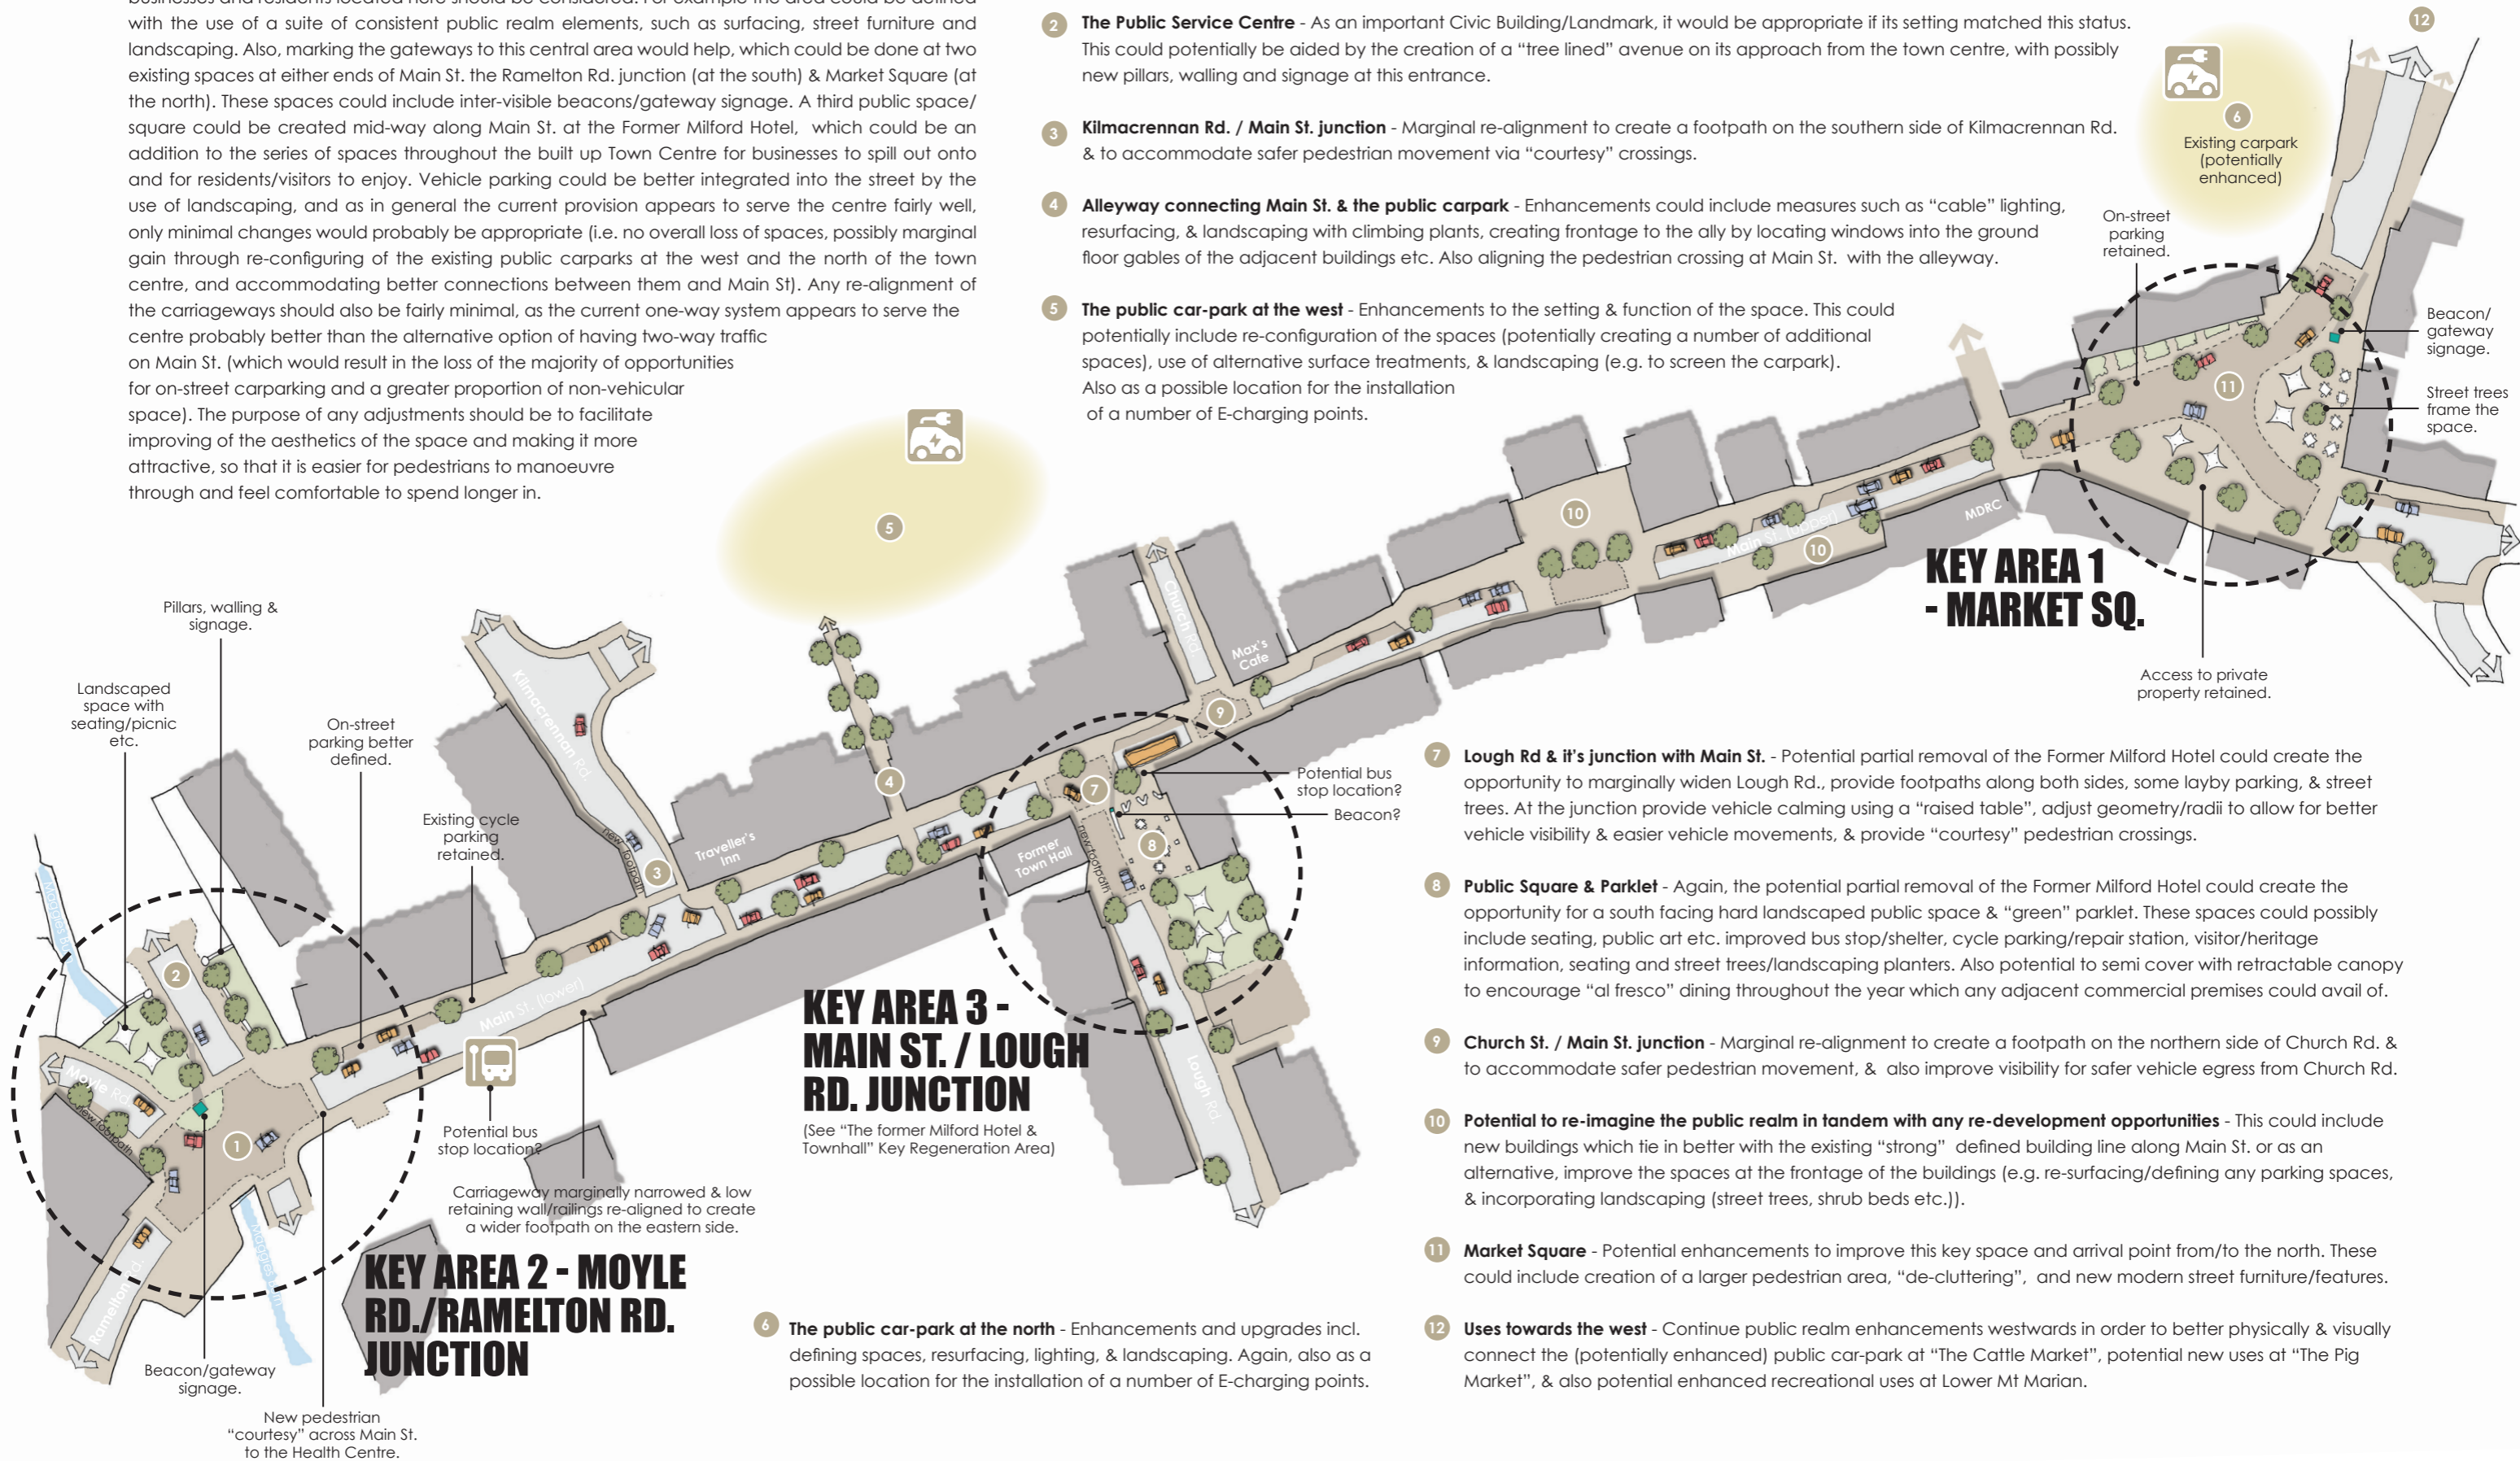 with the use of a suite of consistent public realm elements, such as surfacing, street furniture and
landscaping. Also, marking the gateways to this central area would help, which could be done at two
existing spaces at either ends of Main St. the Ramelton Rd. junction (at the south) & Market Square (at
the north). These spaces could include inter-visible beacons/gateway signage. A third public space/
square could be created mid-way along Main St. at the Former Milford Hotel, which could be an
addition to the series of spaces throughout the built up Town Centre for businesses to spill out onto
and for residents/visitors to enjoy. Vehicle parking could be better integrated into the street by the
use of landscaping, and as in general the current provision appears to serve the centre fairly well,
only minimal changes would probably be appropriate (i.e. no overall loss of spaces, possibly marginal
gain through re-configuring of the existing public carparks at the west and the north of the town
centre, and accommodating better connections between them and Main St). Any re-alignment of
the carriageways should also be fairly minimal, as the current one-way system appears to serve the
centre probably better than the alternative option of having two-way traffic
on Main St. (which would result in the loss of the majority of opportunities
for on-street carparking and a greater proportion of non-vehicular
space). The purpose of any adjustments should be to facilitate
improving of the aesthetics of the space and making it more
attractive, so that it is easier for pedestrians to manoeuvre
through and feel comfortable to spend longer in.
2 The Public Service Centre - As an important Civic Building/Landmark, it would be appropriate if its setting matched this status.
This could potentially be aided by the creation of a “tree lined” avenue on its approach from the town centre, with possibly
new pillars, walling and signage at this entrance.
3 Kilmacrennan Rd. / Main St. junction - Marginal re-alignment to create a footpath on the southern side of Kilmacrennan Rd.
& to accommodate safer pedestrian movement via “courtesy” crossings.
4 Alleyway connecting Main St. & the public carpark - Enhancements could include measures such as “cable” lighting,
resurfacing, & landscaping with climbing plants, creating frontage to the ally by locating windows into the ground
floor gables of the adjacent buildings etc. Also aligning the pedestrian crossing at Main St. with the alleyway.
5 The public car-park at the west - Enhancements to the setting & function of the space. This could
potentially include re-configuration of the spaces (potentially creating a number of additional
spaces), use of alternative surface treatments, & landscaping (e.g. to screen the carpark).
Also as a possible location for the installation
of a number of E-charging points.
12
6
Existing carpark
(potentially
enhanced)
On-street
parking
retained.
Beacon/
gateway
signage.
11
Street trees
frame the
space.
5
10
Main St. (upper)
10
MDRC
KEY AREA 1
- MARKET SQ.
Access to private
property retained.
Pillars, walling &
signage.
Landscaped
space with
seating/picnic
etc.
On-street
parking better
defined.
Existing cycle
parking
retained.
Kilmacrennan Rd.
new footpath
3
Traveller's
Inn
4
Church Rd.
Max's
Cafe
9
7
Potential bus
stop location?
Beacon?
Former
Town Hall
new footpath
8
Lough Rd.
Maggies Burn
2
Moyle Rd.
new footpath
1
Main St. (lower)
Potential bus
stop location?
Carriageway marginally narrowed & low
retaining wall/railings re-aligned to create
a wider footpath on the eastern side.
KEY AREA 3 -
MAIN ST. / LOUGH
RD. JUNCTION
(See “The former Milford Hotel &
Townhall” Key Regeneration Area)
Maggies Burn
Ramelton Rd.
KEY AREA 2 - MOYLE
RD./RAMELTON RD.
JUNCTION
Beacon/gateway
signage.
New pedestrian
“courtesy” across Main St.
to the Health Centre.
6 The public car-park at the north - Enhancements and upgrades incl.
defining spaces, resurfacing, lighting, & landscaping. Again, also as a
possible location for the installation of a number of E-charging points.
7 Lough Rd & it's junction with Main St. - Potential partial removal of the Former Milford Hotel could create the
opportunity to marginally widen Lough Rd., provide footpaths along both sides, some layby parking, & street
trees. At the junction provide vehicle calming using a “raised table”, adjust geometry/radii to allow for better
vehicle visibility & easier vehicle movements, & provide “courtesy” pedestrian crossings.
8 Public Square & Parklet - Again, the potential partial removal of the Former Milford Hotel could create the
opportunity for a south facing hard landscaped public space & “green” parklet. These spaces could possibly
include seating, public art etc. improved bus stop/shelter, cycle parking/repair station, visitor/heritage
information, seating and street trees/landscaping planters. Also potential to semi cover with retractable canopy
to encourage “al fresco” dining throughout the year which any adjacent commercial premises could avail of.
9 Church St. / Main St. junction - Marginal re-alignment to create a footpath on the northern side of Church Rd. &
to accommodate safer pedestrian movement, & also improve visibility for safer vehicle egress from Church Rd.
10 Potential to re-imagine the public realm in tandem with any re-development opportunities - This could include
new buildings which tie in better with the existing “strong” defined building line along Main St. or as an
alternative, improve the spaces at the frontage of the buildings (e.g. re-surfacing/defining any parking spaces,
& incorporating landscaping (street trees, shrub beds etc.)).
11 Market Square - Potential enhancements to improve this key space and arrival point from/to the north. These
could include creation of a larger pedestrian area, “de-cluttering”, and new modern street furniture/features.
12 Uses towards the west - Continue public realm enhancements westwards in order to better physically & visually
connect the (potentially enhanced) public car-park at “The Cattle Market”, potential new uses at “The Pig
Market”, & also potential enhanced recreational uses at Lower Mt Marian.